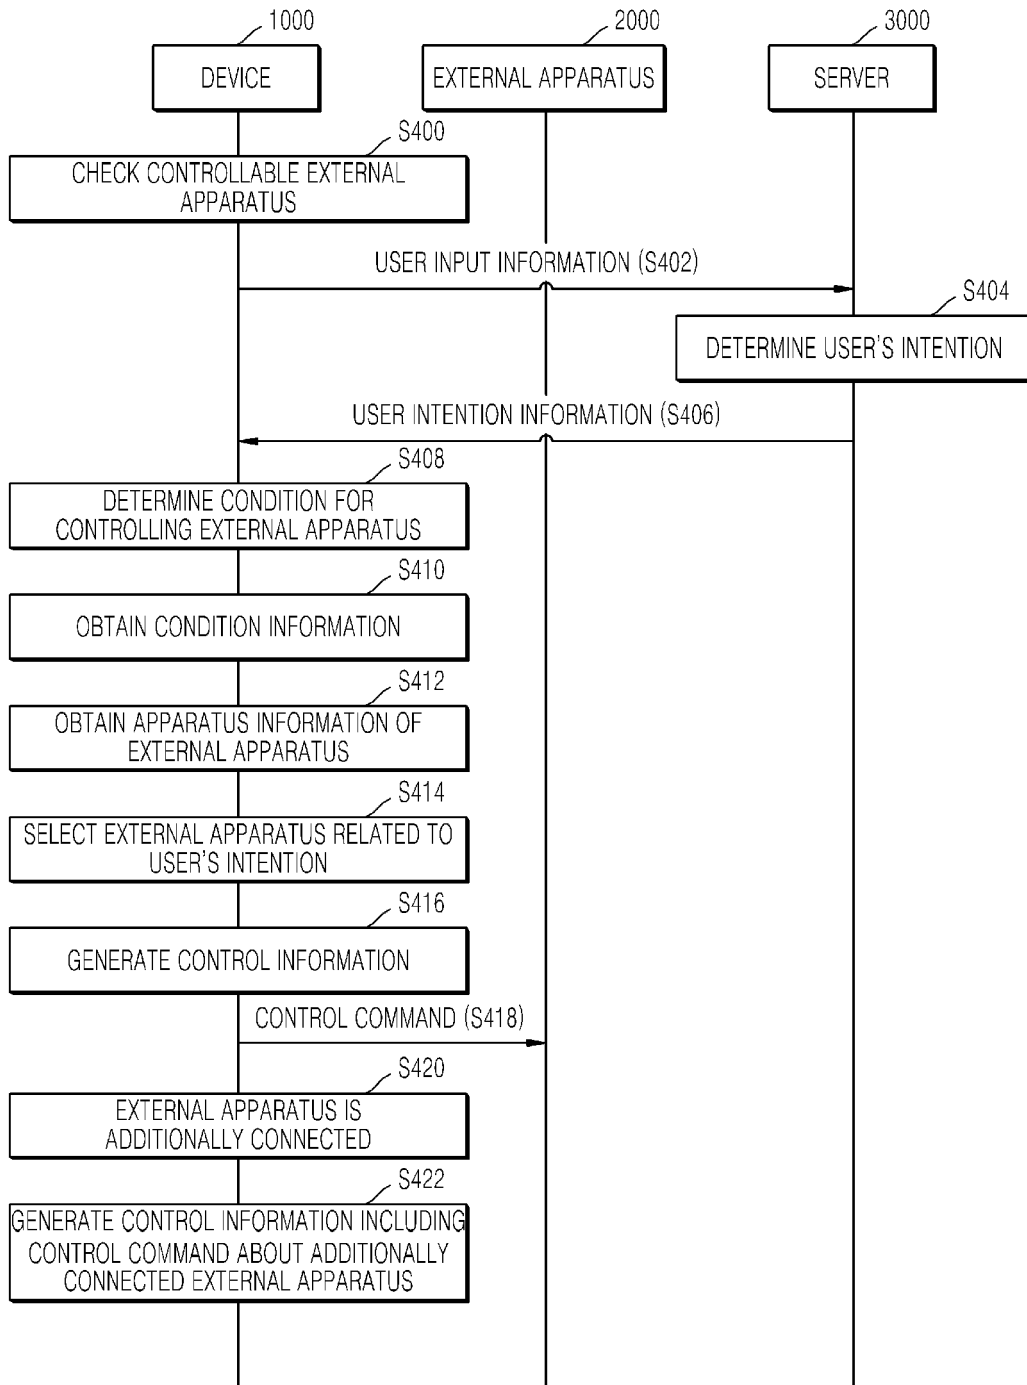 1000
2000
3000
DEVICE
EXTERNAL APPARATUS
SERVER
S400
CHECK CONTROLLABLE EXTERNAL
APPARATUS
USER INPUT INFORMATION (S402)
S404
DETERMINE USER'S INTENTION
USER INTENTION INFORMATION (S406)
S408
DETERMINE CONDITION FOR
CONTROLLING EXTERNAL APPARATUS
S410
OBTAIN CONDITION INFORMATION
S412
OBTAIN APPARATUS INFORMATION OF
EXTERNAL APPARATUS
S414
SELECT EXTERNAL APPARATUS RELATED TO
USER'S INTENTION
S416
GENERATE CONTROL INFORMATION
CONTROL COMMAND (S418)
S420
EXTERNAL APPARATUS IS
ADDITIONALLY CONNECTED
S422
GENERATE CONTROL INFORMATION INCLUDING
CONTROL COMMAND ABOUT ADDITIONALLY
CONNECTED EXTERNAL APPARATUS